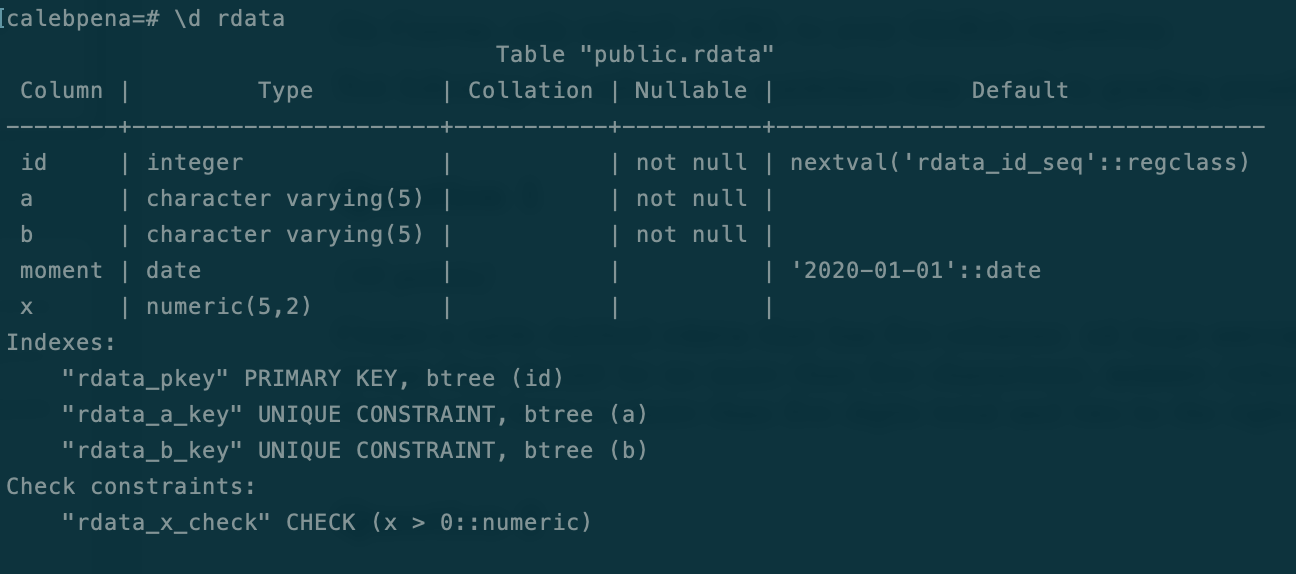 [calebpena=# \d rdata
Table "public.rdata"
Column | Type | Collation | Nullable | Default
--------+----------------------+-----------+----------+-----------------------------------
id | integer | | not null | nextval('rdata_id_seq'::regclass)
a | character varying(5) | | not null |
b | character varying(5) | | not null |
moment | date | | | '2020-01-01'::date
x | numeric(5,2) | | |
Indexes:
"rdata_pkey" PRIMARY KEY, btree (id)
"rdata_a_key" UNIQUE CONSTRAINT, btree (a)
"rdata_b_key" UNIQUE CONSTRAINT, btree (b)
Check constraints:
"rdata_x_check" CHECK (x > 0::numeric)